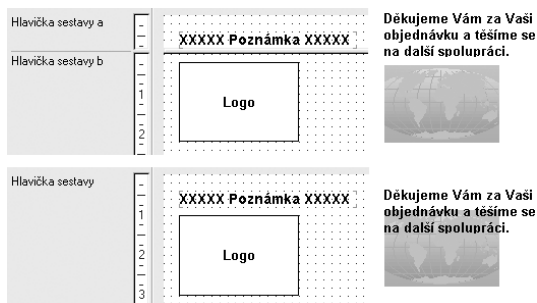 Hlavička sestavy a
XXXXX Poznámka XXXXX
Děkujeme Vám za Vaši
objednávku a těšíme se
na další spolupráci.
Hlavička sestavy b
1
2
Logo
Hlavička sestavy
XXXXX Poznámka XXXXX
Děkujeme Vám za Vaši
objednávku a těšíme se
na další spolupráci.
1
2
3
Logo